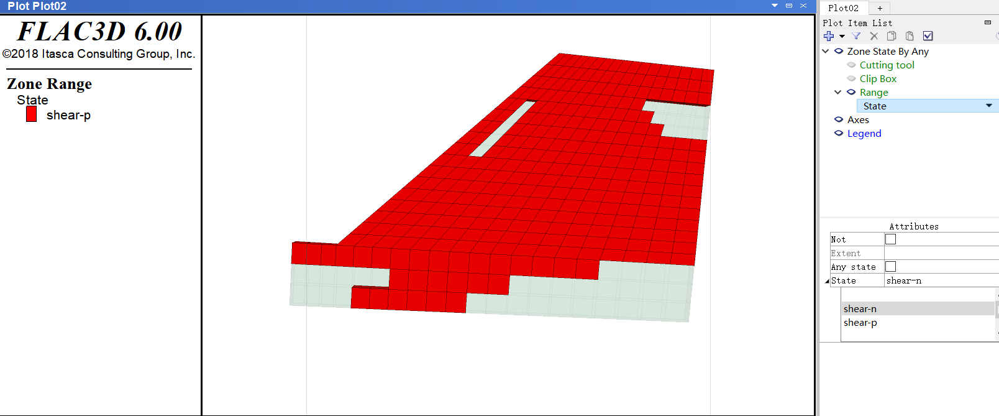 Plot Plot02
FLAC3D 6.00
©2018 Itasca Consulting Group, Inc.
Zone Range
State
shear-p
Plot02
+
Plot Item List
Zone State By Any
Cutting tool
Clip Box
Range
State
Axes
Legend
Attributes
Not
Extent
Any state
State shear-n
shear-n
shear-p